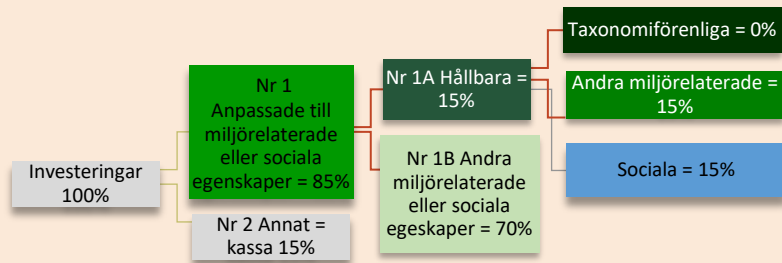 Investeringar
100%
Nr 1
Anpassade till
miljörelaterade
eller sociala
egenskaper = 85%
Nr 2 Annat =
kassa 15%
Nr 1A Hållbara =
15%
Nr 1B Andra
miljörelaterade
eller sociala
egeskaper = 70%
Taxonomiförenliga = 0%
Andra miljörelaterade =
15%
Sociala = 15%